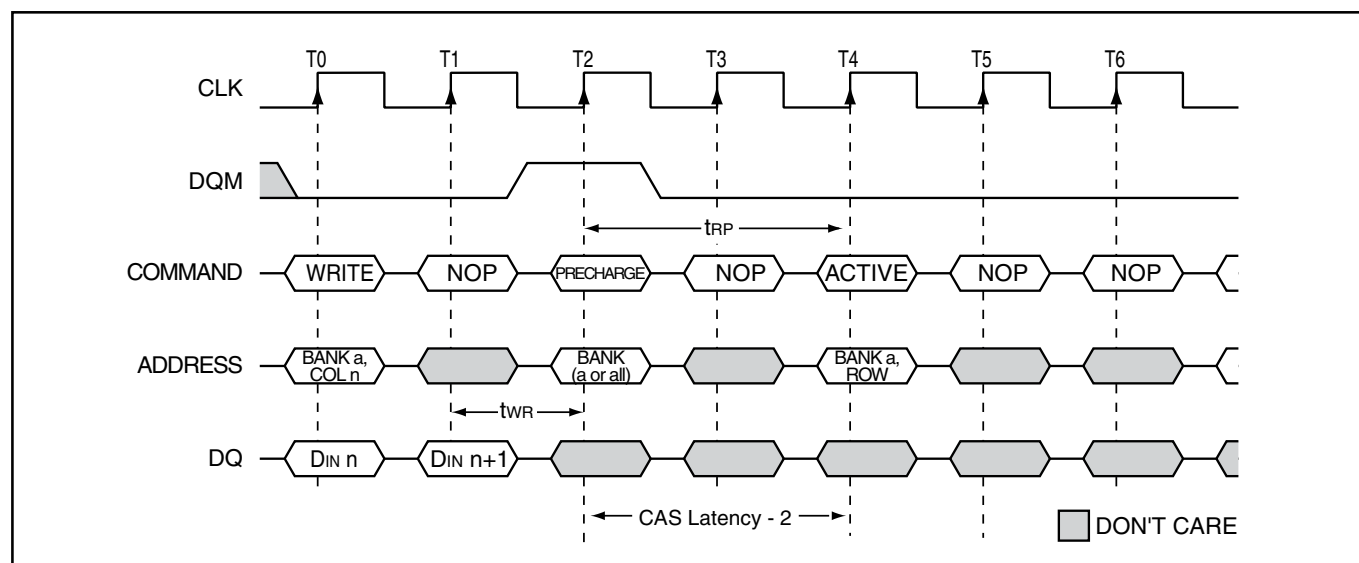 T0 T1 T2 T3 T4 T5 T6
CLK
DQM
tRP
COMMAND WRITE NOP PRECHARGE NOP ACTIVE NOP NOP
ADDRESS BANK a, COL n BANK (a or all) BANK a, ROW
tWR
DQ DIN n DIN n+1
CAS Latency - 2
DON'T CARE